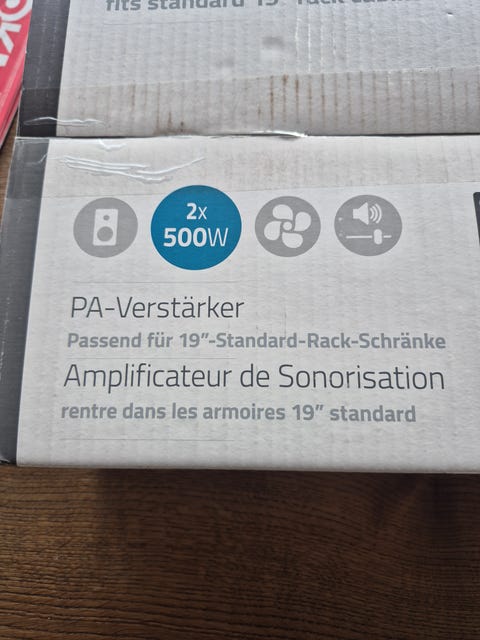 fits standard 19" rack
2x
500W
PA-Verstärker
Passend für 19"-Standard-Rack-Schränke
Amplificateur de Sonorisation
rentre dans les armoires 19" standard